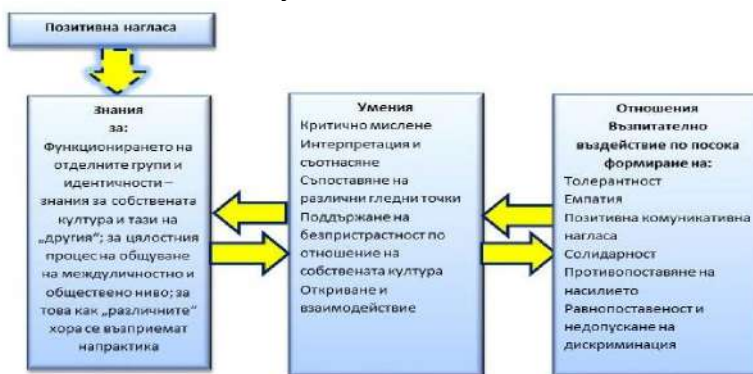 Позитивна нагласа
Знания
за:
Функционирането на
отделните групи и
идентичности –
знания за собствената
култура и тази на
„другия"; за цялостния
процес на общуване
на междуличностно и
обществено ниво; за
това как „различните"
хора се възприемат
напрактика
Умения
Критично мислене
Интерпретация и
съотнасяне
Съпоставяне на
различни гледни точки
Поддържане на
безпристрастност по
отношение на
собствената култура
Откриване и
взаимодействие
Отношения
Възпитателно
въздействие по посока
формиране на:
Толерантност
Емпатия
Позитивна комуникативна
нагласа
Солидарност
Противопоставяне на
насилието
Равнопоставеност и
недопускане на
дискриминация